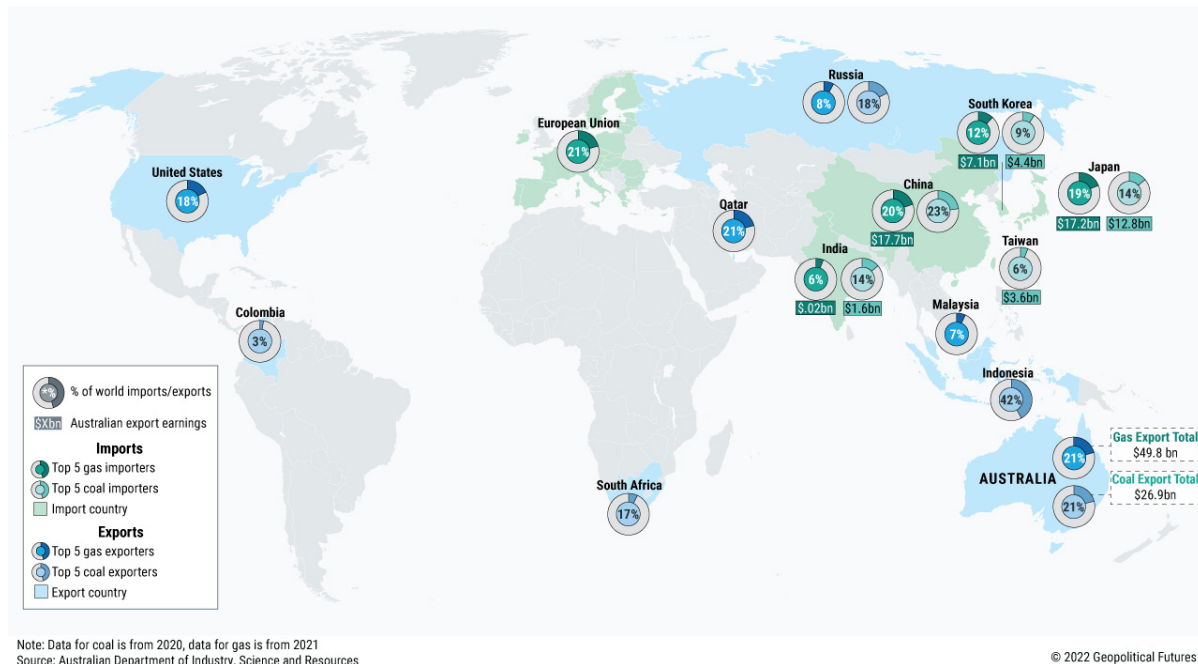 Russia
8%
18%
South Korea
12%
9%
$7.1bn
$4.4bn
European Union
21%
United States
18%
Japan
19%
14%
$17.2bn
$12.8bn
China
20%
23%
$17.7bn
Qatar
21%
India
6%
14%
$.02bn
$1.6bn
Taiwan
6%
$3.6bn
Malaysia
7%
Colombia
3%
Indonesia
42%
South Africa
17%
AUSTRALIA
21%
21%
Gas Export Total
$49.8 bn
Coal Export Total
$26.9bn
*%
% of world imports/exports
$Xbn
Australian export earnings
Imports
Top 5 gas importers
Top 5 coal importers
Import country
Exports
Top 5 gas exporters
Top 5 coal exporters
Export country
Note: Data for coal is from 2020, data for gas is from 2021
Source: Australian Department of Industry, Science and Resources
© 2022 Geopolitical Futures